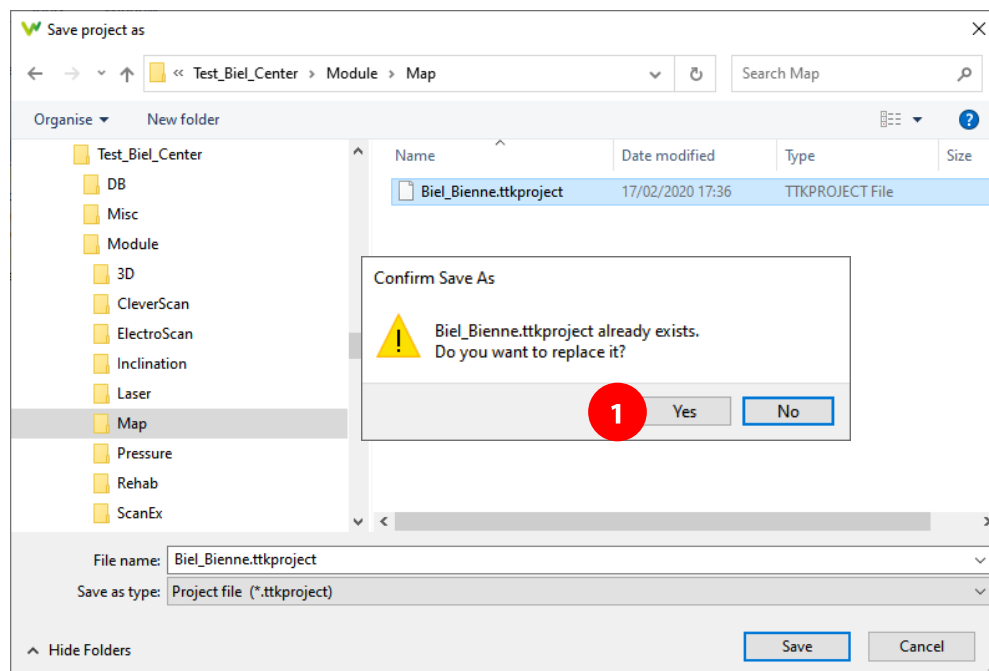 Save project as
« Test_Biel_Center › Module › Map
Search Map
Organise
New folder
Test_Biel_Center
DB
Misc
Module
3D
CleverScan
ElectroScan
Inclination
Laser
Map
Pressure
Rehab
ScanEx
Name
Date modified
Type
Size
Biel_Bienne.ttkproject
17/02/2020 17:36
TTKPROJECT File
Confirm Save As
Biel_Bienne.ttkproject already exists.
Do you want to replace it?
1
Yes
No
File name: Biel_Bienne.ttkproject
Save as type: Project file (*.ttkproject)
Hide Folders
Save
Cancel